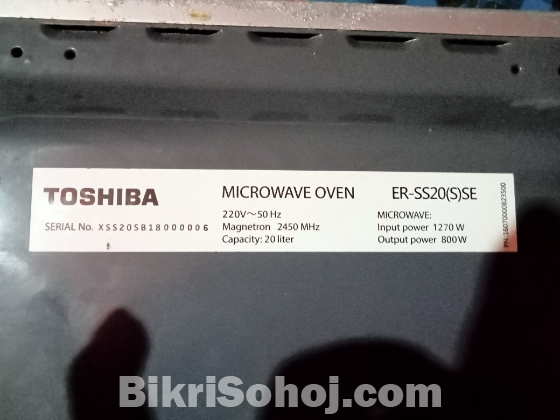 TOSHIBA
MICROWAVE OVEN
ER-SS20(S)SE
220V～50 Hz
MICROWAVE:
SERIAL No. XSS20SB18000006
Magnetron 2450 MHz
Input power 1270 W
Capacity: 20 liter
Output power 800W
BikriSohoj.com